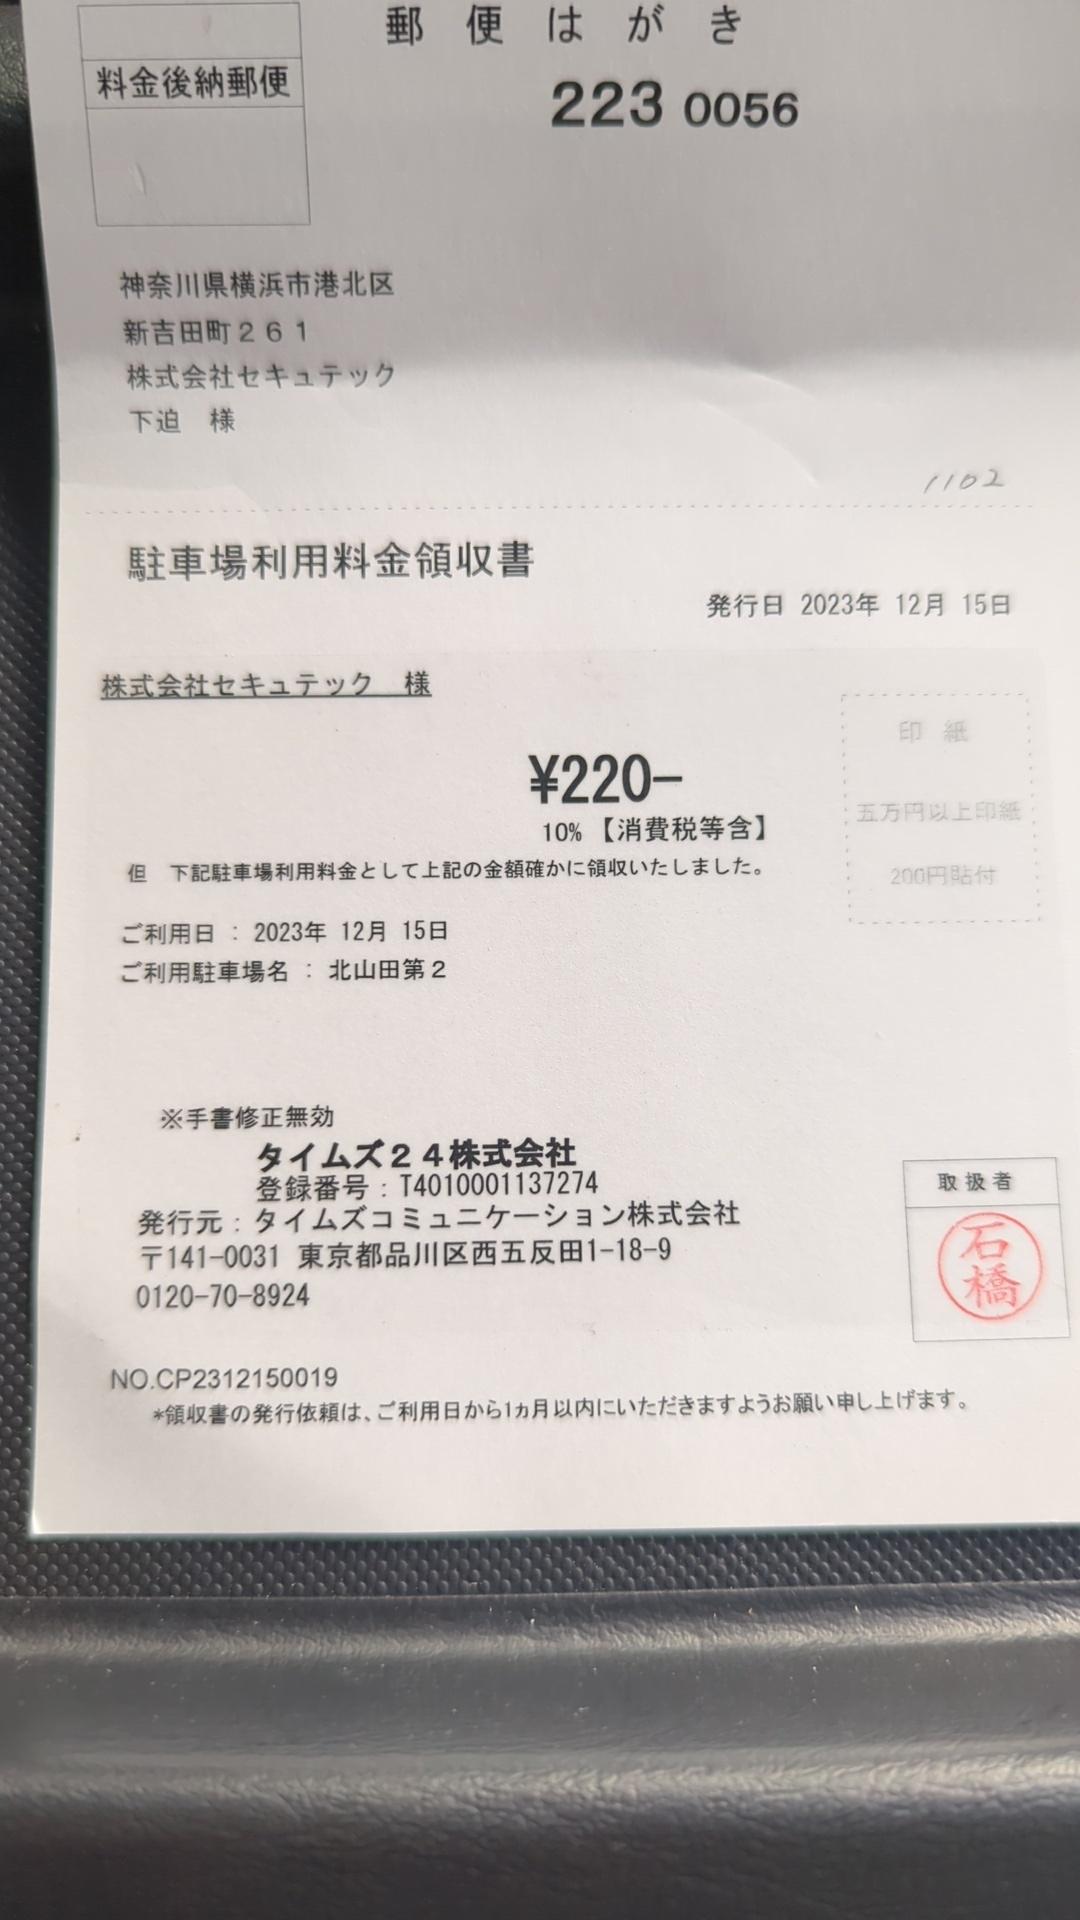 郵便はがき
料金後納郵便
223 0056
神奈川県横浜市港北区
新吉田町２６１
株式会社セキュテック
下迫　様
1102
駐車場利用料金領収書
発行日 2023年 12月 15日
株式会社セキュテック　様
印　紙
¥220−
五万円以上印紙
10% 【消費税等含】
但　下記駐車場利用料金として上記の金額確かに領収いたしました。
200円貼付
ご利用日 : 2023年 12月 15日
ご利用駐車場名 : 北山田第２
※手書修正無効
タイムズ２４株式会社
登録番号 : T4010001137274
発行元 : タイムズコミュニケーション株式会社
〒141-0031 東京都品川区西五反田1-18-9
0120-70-8924
取扱者
石橋
NO.CP2312150019
*領収書の発行依頼は、ご利用日から1ヵ月以内にいただきますようお願い申し上げます。